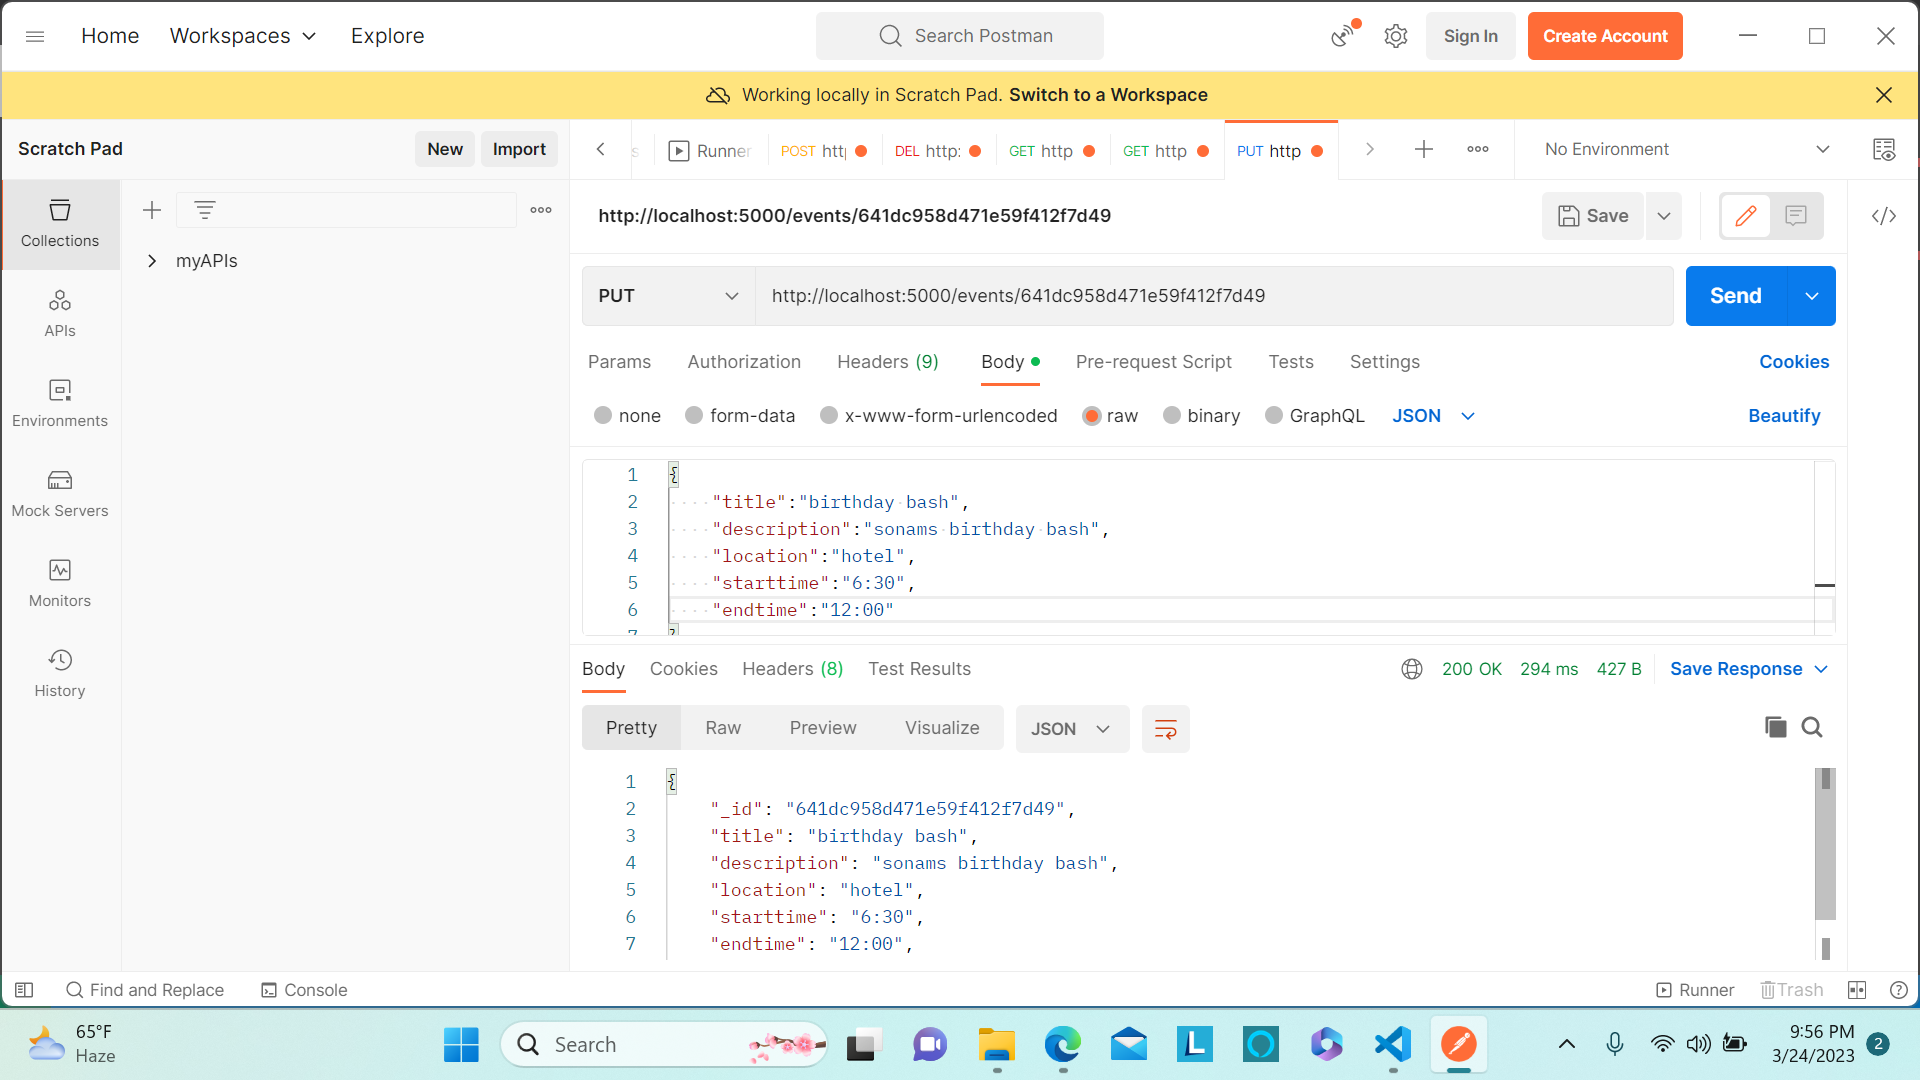 Home Workspaces Explore Search Postman Sign In Create Account
Working locally in Scratch Pad. Switch to a Workspace
Scratch Pad New Import Runner POST http DEL http: GET http GET http PUT http No Environment
http://localhost:5000/events/641dc958d471e59f412f7d49 Save
Collections
myAPIs
PUT http://localhost:5000/events/641dc958d471e59f412f7d49 Send
APIs
Params Authorization Headers (9) Body Pre-request Script Tests Settings Cookies
Environments
none form-data x-www-form-urlencoded raw binary GraphQL JSON Beautify
Mock Servers
Monitors
History
1 {
2 "title":"birthday bash",
3 "description":"sonams birthday bash",
4 "location":"hotel",
5 "starttime":"6:30",
6 "endtime":"12:00"
7 }
Body Cookies Headers (8) Test Results 200 OK 294 ms 427 B Save Response
Pretty Raw Preview Visualize JSON
1 {
2 "_id": "641dc958d471e59f412f7d49",
3 "title": "birthday bash",
4 "description": "sonams birthday bash",
5 "location": "hotel",
6 "starttime": "6:30",
7 "endtime": "12:00",
Find and Replace Console Runner Trash
65°F
Haze
Search
L
9:56 PM
3/24/2023
2